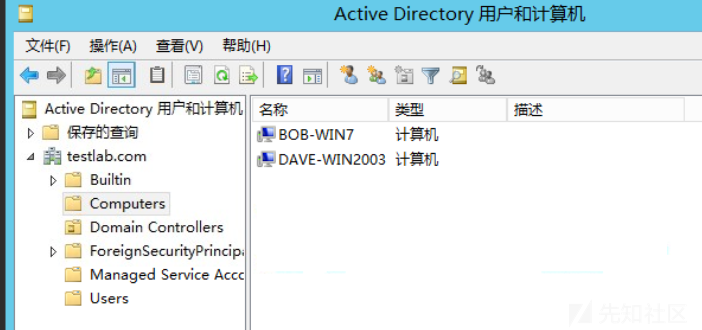 Active Directory 用户和计算机
文件(F) 操作(A) 查看(V) 帮助(H)
Active Directory 用户和计算机
保存的查询
testlab.com
Builtin
Computers
Domain Controllers
ForeignSecurityPrincipa
Managed Service Acco
Users
名称 类型 描述
BOB-WIN7 计算机
DAVE-WIN2003 计算机
先知社区